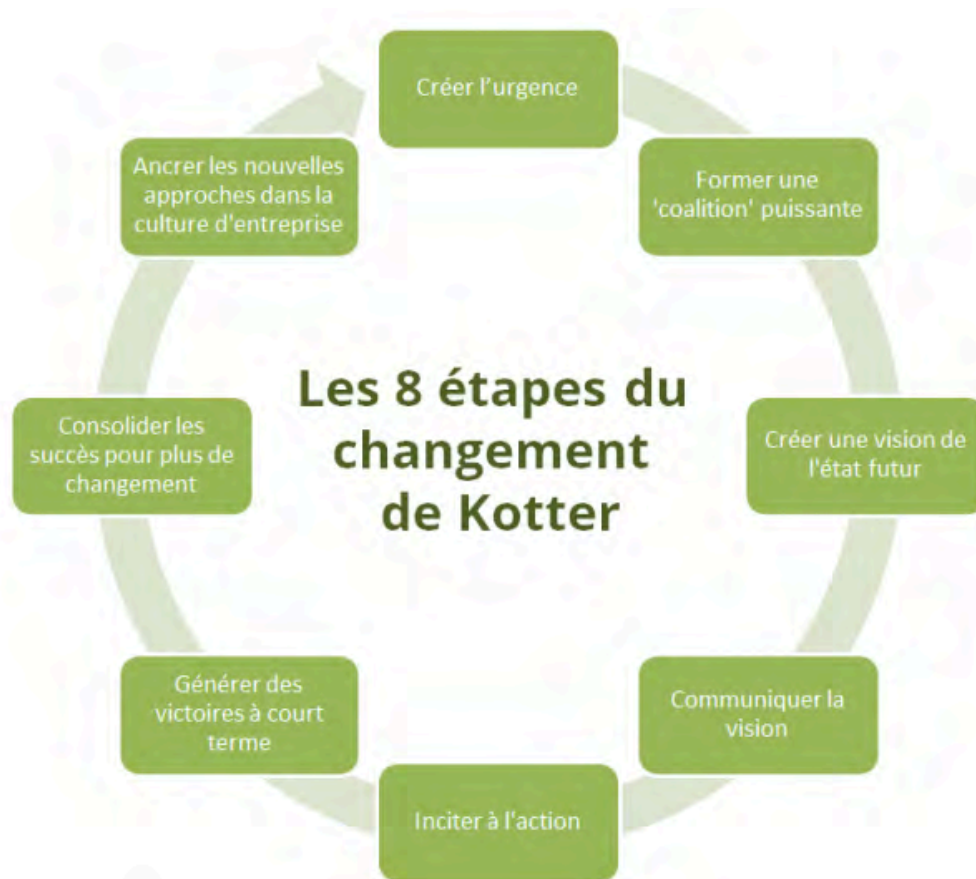 Créer l'urgence
Former une
'coalition' puissante
Créer une vision de
l'état futur
Communiquer la
vision
Inciter à l'action
Générer des
victoires à court
terme
Consolider les
succès pour plus de
changement
Ancrer les nouvelles
approches dans la
culture d'entreprise
Les 8 étapes du
changement
de Kotter